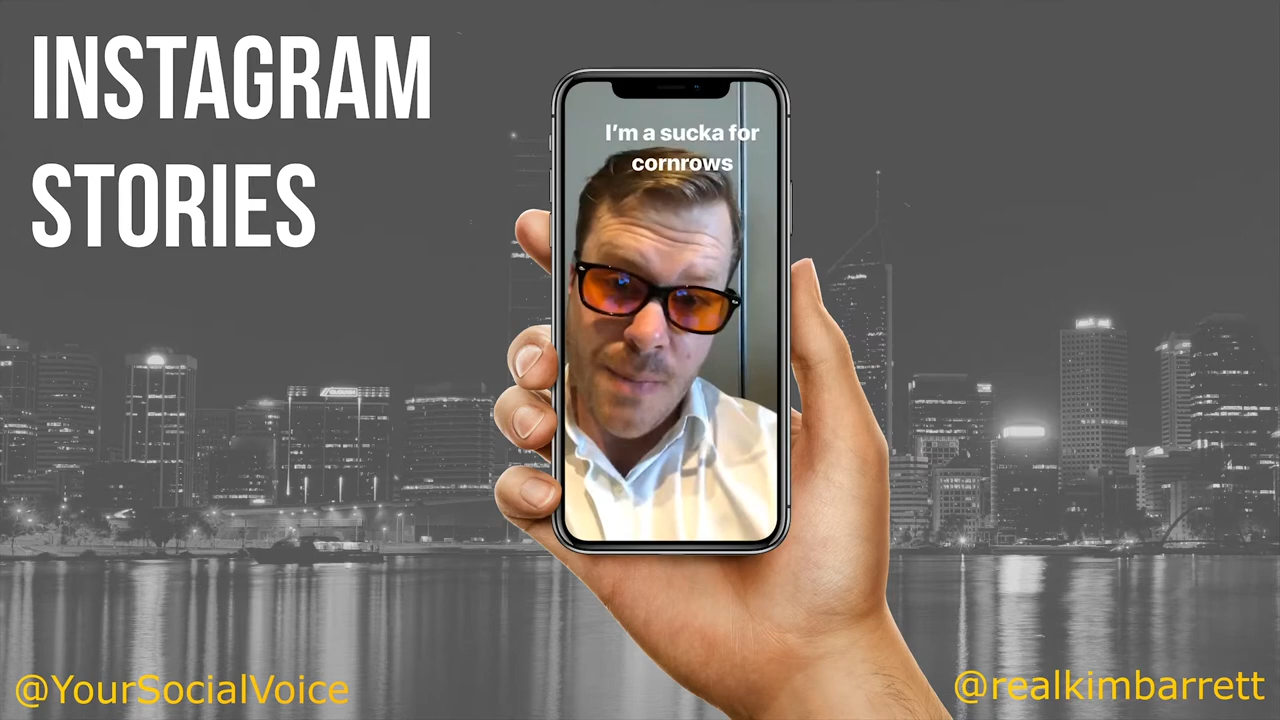 INSTAGRAM
STORIES
I'm a sucka for
cornrows
@YourSocialVoice
@realkimbarrett